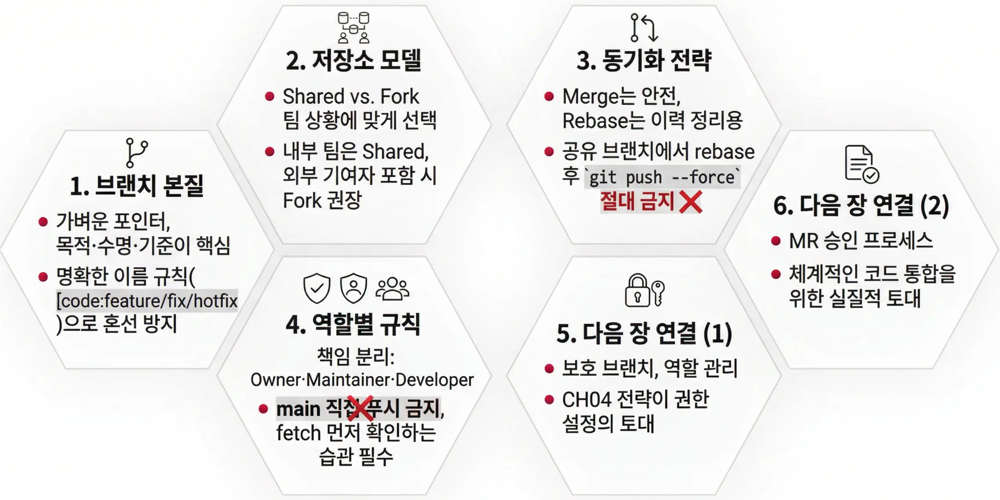 1. 브랜치 본질
가벼운 포인터,
목적·수명·기준이 핵심
명확한 이름 규칙(
[code:feature/fix/hotfix
)으로 혼선 방지
2. 저장소 모델
Shared vs. Fork
팀 상황에 맞게 선택
내부 팀은 Shared,
외부 기여자 포함 시
Fork 권장
3. 동기화 전략
Merge는 안전,
Rebase는 이력 정리용
공유 브랜치에서 rebase
후 `git push --force`
절대 금지
4. 역할별 규칙
책임 분리:
Owner·Maintainer·Developer
main 직접 푸시 금지,
fetch 먼저 확인하는
습관 필수
5. 다음 장 연결 (1)
보호 브랜치, 역할 관리
CH04 전략이 권한
설정의 토대
6. 다음 장 연결 (2)
MR 승인 프로세스
체계적인 코드 통합을
위한 실질적 토대